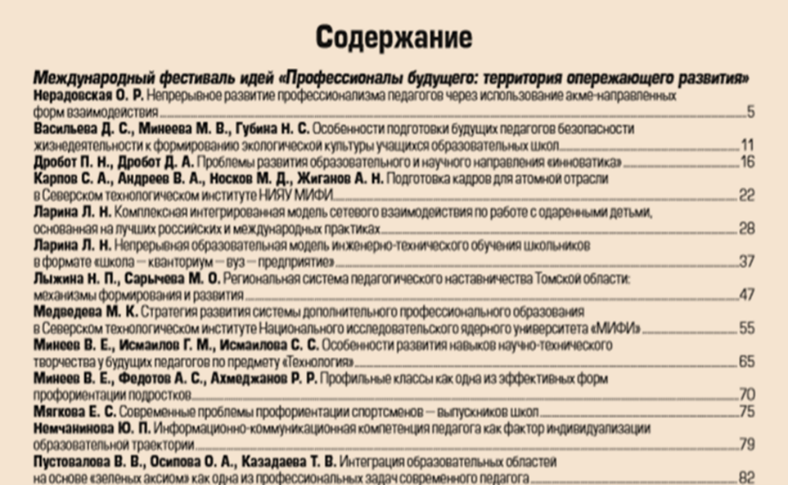 Содержание
Международный фестиваль идей «Профессионалы будущего: территория опережающего развития»
Нерадовская О. Р. Непрерывное развитие профессионализма педагогов через использование акме-направленных
форм взаимодействия 5
Васильева Д. С., Минеева М. В., Губина Н. С. Особенности подготовки будущих педагогов безопасности
жизнедеятельности к формированию экологической культуры учащихся образовательных школ 11
Дробот П. Н., Дробот Д. А. Проблемы развития образовательного и научного направления «инноватика» 16
Карпов С. А., Андреев В. А., Носков М. Д., Жиганов А. Н. Подготовка кадров для атомной отрасли
в Северском технологическом институте НИЯУ МИФИ 22
Ларина Л. Н. Комплексная интегрированная модель сетевого взаимодействия по работе с одаренными детьми,
основанная на лучших российских и международных практиках 28
Ларина Л. Н. Непрерывная образовательная модель инженерно-технического обучения школьников
в формате «школа – кванториум – вуз – предприятие» 37
Лыжина Н. П., Сарычева М. О. Региональная система педагогического наставничества Томской области:
механизмы формирования и развития 47
Медведева М. К. Стратегия развития системы дополнительного профессионального образования
в Северском технологическом институте Национального исследовательского ядерного университета «МИФИ» 55
Минеев В. Е., Исмаилов Г. М., Исмаилова С. С. Особенности развития навыков научно-технического
творчества у будущих педагогов по предмету «Технология» 65
Минеев В. Е., Федотов А. С., Ахмеджанов Р. Р. Профильные классы как одна из эффективных форм
профориентации подростков 70
Мягкова Е. С. Современные проблемы профориентации спортсменов – выпускников школ 75
Немчанинова Ю. П. Информационно-коммуникационная компетенция педагога как фактор индивидуализации
образовательной траектории 79
Пустовалова В. В., Осипова О. А., Казадаева Т. В. Интеграция образовательных областей
на основе «зеленых аксиом» как одна из профессиональных задач современного педагога 82